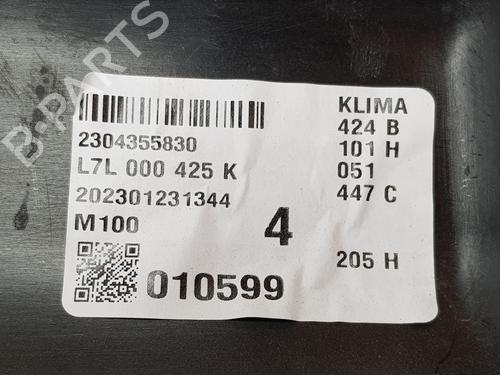 B-PARTS
2304355830
L7L 000 425 K
202301231344
M100
4
010599
KLIMA
424 B
101 H
051
447 C
205 H